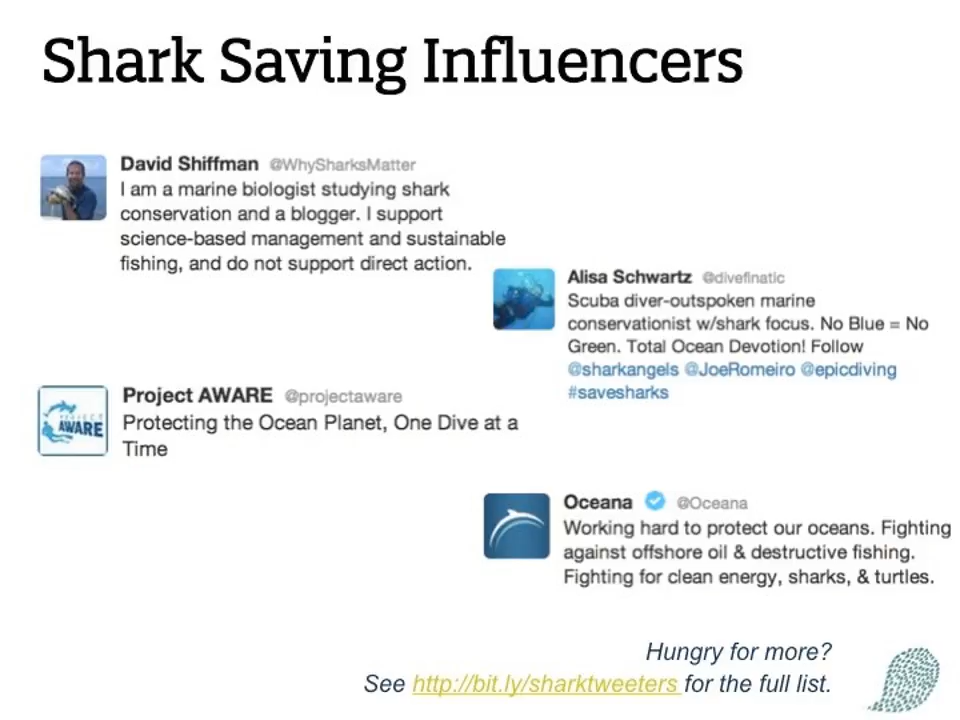 Shark Saving Influencers
David Shiffman @WhySharksMatter
I am a marine biologist studying shark
conservation and a blogger. I support
science-based management and sustainable
fishing, and do not support direct action.
Alisa Schwartz @divefinatic
Scuba diver-outspoken marine
conservationist w/shark focus. No Blue = No
Green. Total Ocean Devotion! Follow
@sharkangels @JoeRomeiro @epicdiving
#savesharks
PROJECT
AWARE
Project AWARE @projectaware
Protecting the Ocean Planet, One Dive at a
Time
Oceana @Oceana
Working hard to protect our oceans. Fighting
against offshore oil & destructive fishing.
Fighting for clean energy, sharks, & turtles.
Hungry for more?
See http://bit.ly/sharktweeters for the full list.